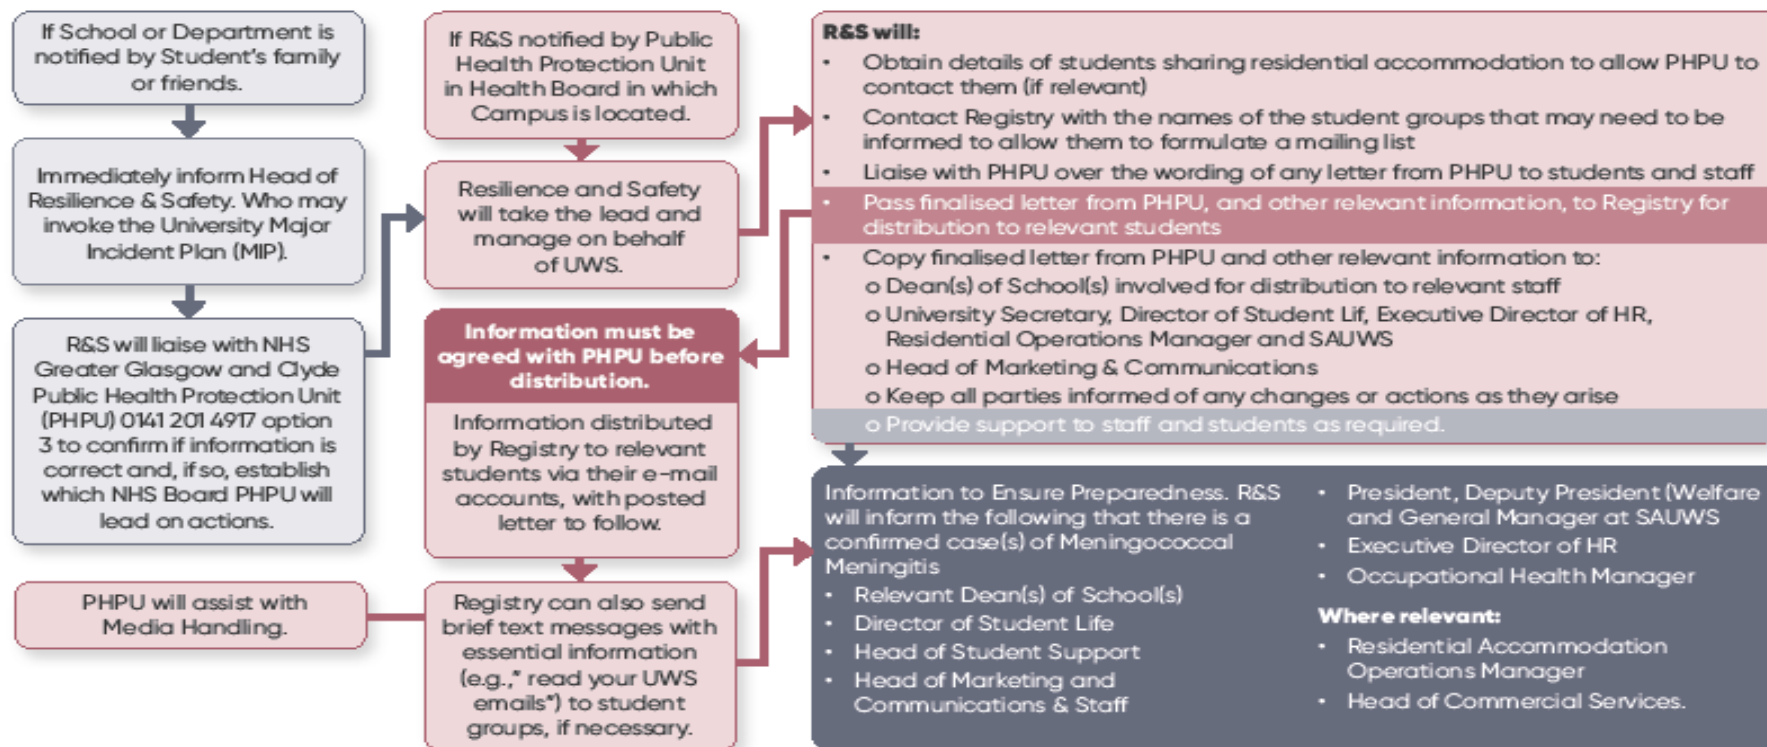 If School or Department is
notified by Student's family
or friends.
Immediately inform Head of
Resilience & Safety. Who may
invoke the University Major
Incident Plan (MIP).
R&S will liaise with NHS
Greater Glasgow and Clyde
Public Health Protection Unit
(PHPU) 0141 201 4917 option
3 to confirm if information is
correct and, if so, establish
which NHS Board PHPU will
lead on actions.
If R&S notified by Public
Health Protection Unit
in Health Board in which
Campus is located.
Resilience and Safety
will take the lead and
manage on behalf
of UWS.
R&S will:
• Obtain details of students sharing residential accommodation to allow PHPU to
contact them (if relevant)
• Contact Registry with the names of the student groups that may need to be
informed to allow them to formulate a mailing list
• Liaise with PHPU over the wording of any letter from PHPU to students and staff
• Pass finalised letter from PHPU, and other relevant information, to Registry for
distribution to relevant students
• Copy finalised letter from PHPU and other relevant information to:
o Dean(s) of School(s) involved for distribution to relevant staff
o University Secretary, Director of Student Lif, Executive Director of HR,
Residential Operations Manager and SAUWS
o Head of Marketing & Communications
o Keep all parties informed of any changes or actions as they arise
o Provide support to staff and students as required.
Information must be
agreed with PHPU before
distribution.
Information distributed
by Registry to relevant
students via their e-mail
accounts, with posted
letter to follow.
Registry can also send
brief text messages with
essential information
(e.g.," read your UWS
emails") to student
groups, if necessary.
PHPU will assist with
Media Handling.
Information to Ensure Preparedness. R&S
will inform the following that there is a
confirmed case(s) of Meningococcal
Meningitis
• Relevant Dean(s) of School(s)
• Director of Student Life
• Head of Student Support
• Head of Marketing and
Communications & Staff
• President, Deputy President (Welfare
and General Manager at SAUWS
• Executive Director of HR
• Occupational Health Manager
Where relevant:
• Residential Accommodation
Operations Manager
• Head of Commercial Services.